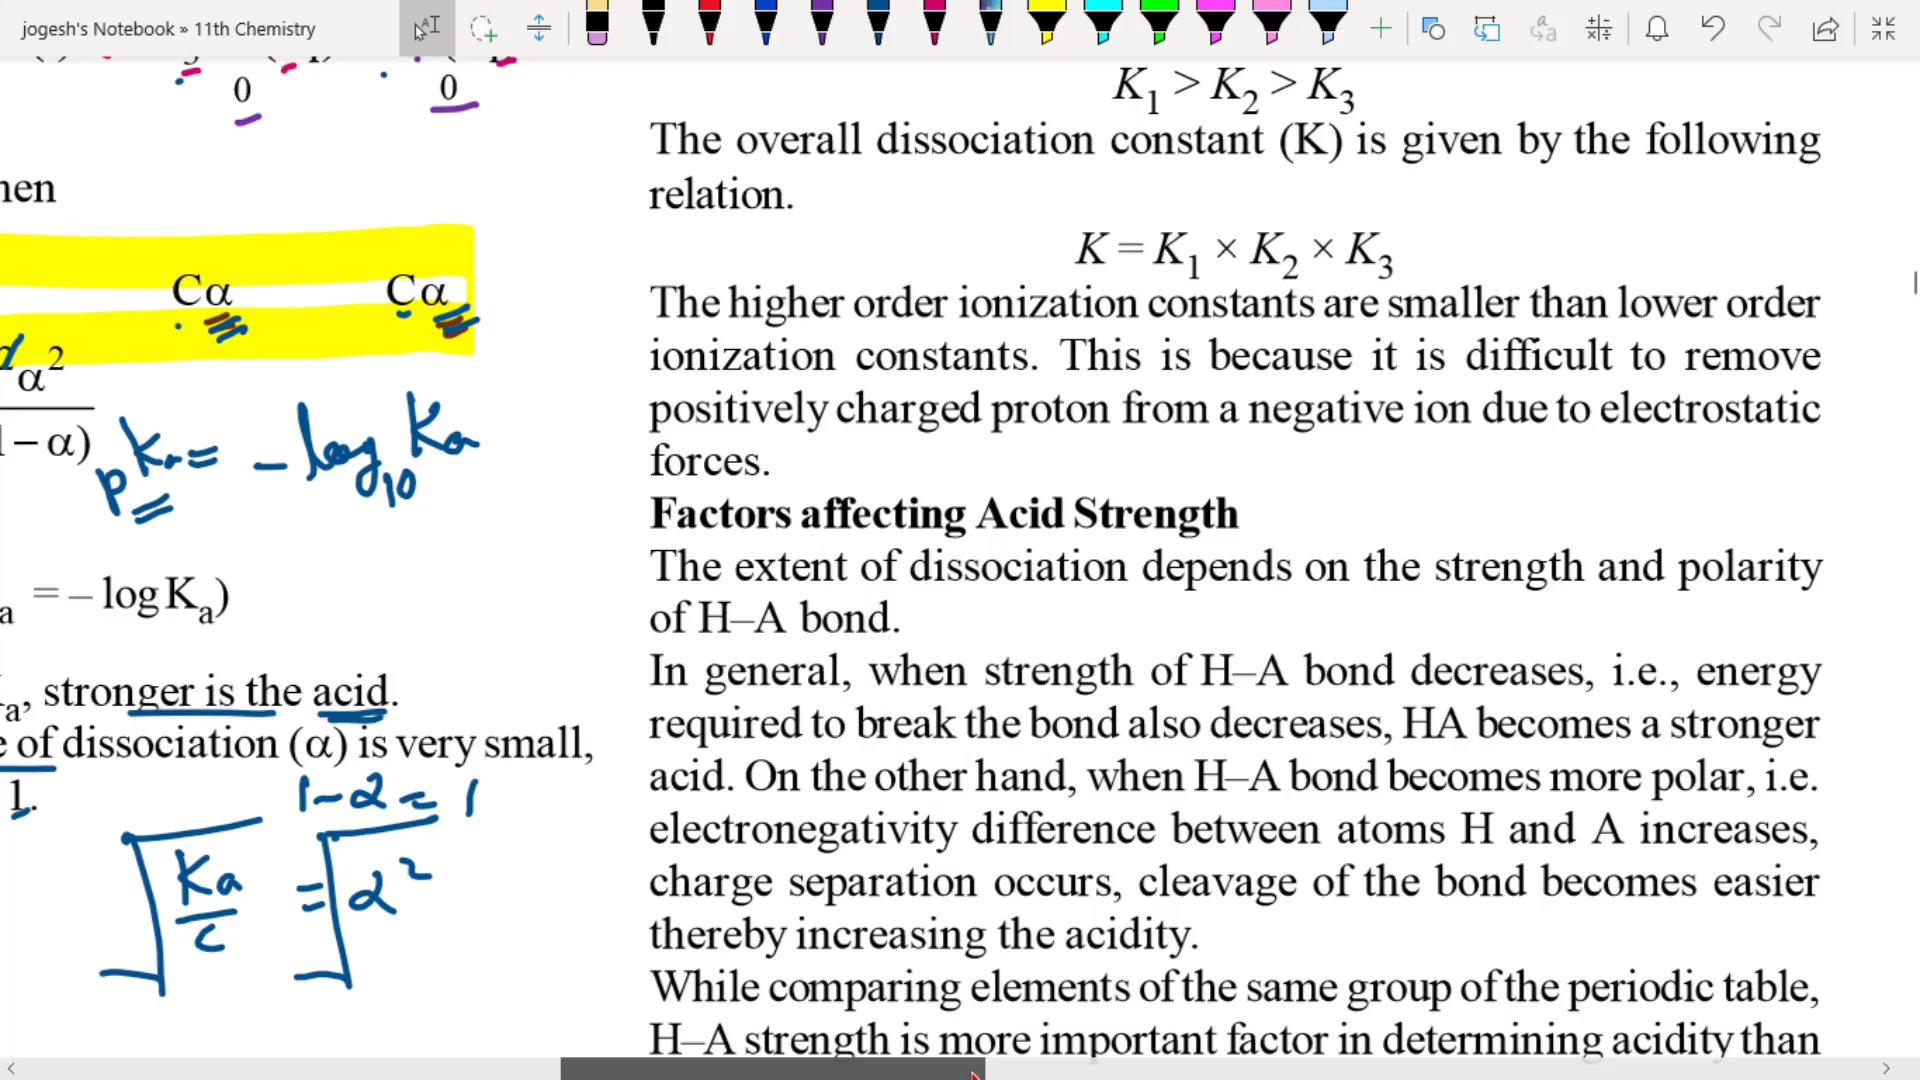 jogesh's Notebook » 11th Chemistry
0 0
hen
Cα Cα
α²
1 – α)
pKa = – log₁₀ Ka
a = – log Kₐ)
Kₐ, stronger is the acid.
e of dissociation (α) is very small,
1.
1 – α = 1
√Ka/c = √α²
K₁ > K₂ > K₃
The overall dissociation constant (K) is given by the following
relation.
K = K₁ × K₂ × K₃
The higher order ionization constants are smaller than lower order
ionization constants. This is because it is difficult to remove
positively charged proton from a negative ion due to electrostatic
forces.
Factors affecting Acid Strength
The extent of dissociation depends on the strength and polarity
of H–A bond.
In general, when strength of H–A bond decreases, i.e., energy
required to break the bond also decreases, HA becomes a stronger
acid. On the other hand, when H–A bond becomes more polar, i.e.
electronegativity difference between atoms H and A increases,
charge separation occurs, cleavage of the bond becomes easier
thereby increasing the acidity.
While comparing elements of the same group of the periodic table,
H–A strength is more important factor in determining acidity than